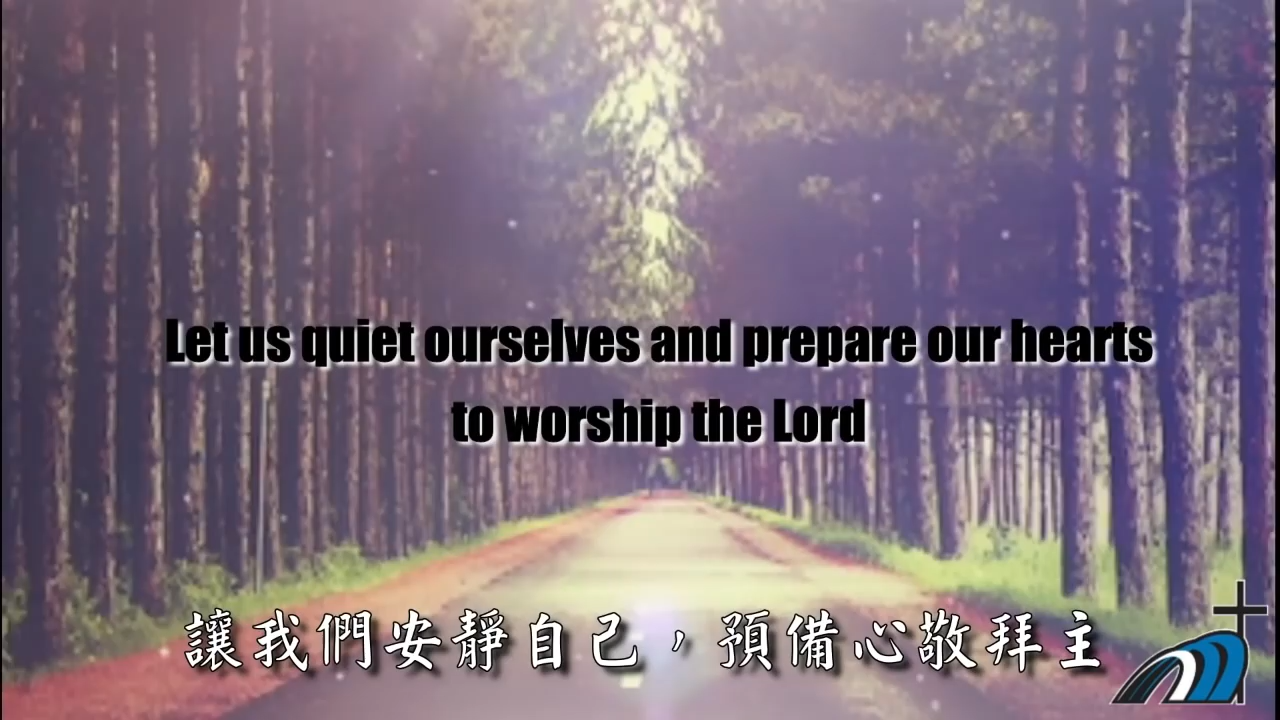 Let us quiet ourselves and prepare our hearts
to worship the Lord
讓我們安靜自己，預備心敬拜主